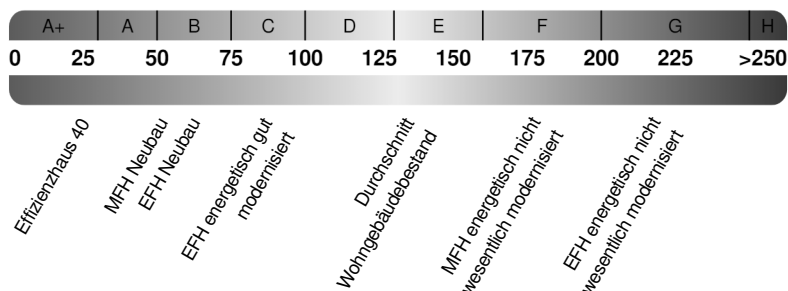 A+ A B C D E F G H
0 25 50 75 100 125 150 175 200 225 >250
Effizienzhaus 40
MFH Neubau
EFH Neubau
EFH energetisch gut
modernisiert
Durchschnitt
Wohngebäudebestand
MFH energetisch nicht
wesentlich modernisiert
EFH energetisch nicht
wesentlich modernisiert